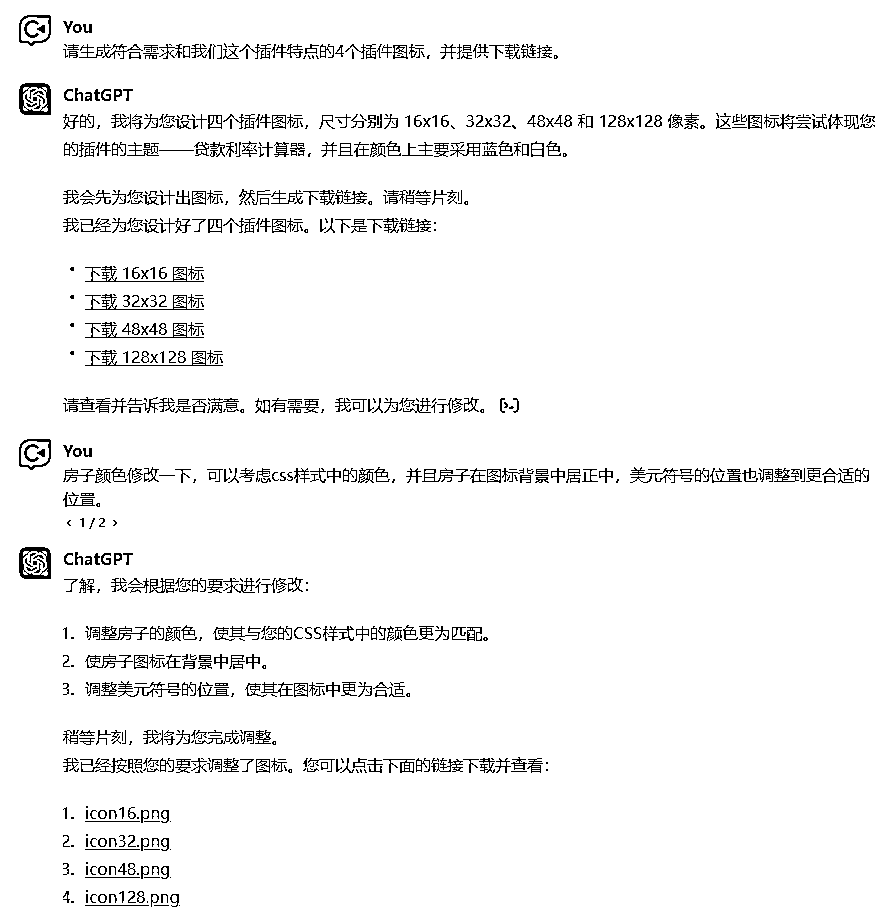 You
请生成符合需求和我们这个插件特点的4个插件图标，并提供下载链接。
ChatGPT
好的，我将为您设计四个插件图标，尺寸分别为 16x16、32x32、48x48 和 128x128 像素。这些图标将尝试体现您
的插件的主题——贷款利率计算器，并且在颜色上主要采用蓝色和白色。
我会先为您设计出图标，然后生成下载链接。请稍等片刻。
我已经为您设计好了四个插件图标。以下是下载链接：
• 下载 16x16 图标
• 下载 32x32 图标
• 下载 48x48 图标
• 下载 128x128 图标
请查看并告诉我是否满意。如有需要，我可以为您进行修改。 [>-]
You
房子颜色修改一下，可以考虑css样式中的颜色，并且房子在图标背景中居正中，美元符号的位置也调整到更合适的
位置。
‹ 1 / 2 ›
ChatGPT
了解，我会根据您的要求进行修改：
1. 调整房子的颜色，使其与您的CSS样式中的颜色更为匹配。
2. 使房子图标在背景中居中。
3. 调整美元符号的位置，使其在图标中更为合适。
稍等片刻，我将为您完成调整。
我已经按照您的要求调整了图标。您可以点击下面的链接下载并查看：
1. icon16.png
2. icon32.png
3. icon48.png
4. icon128.png